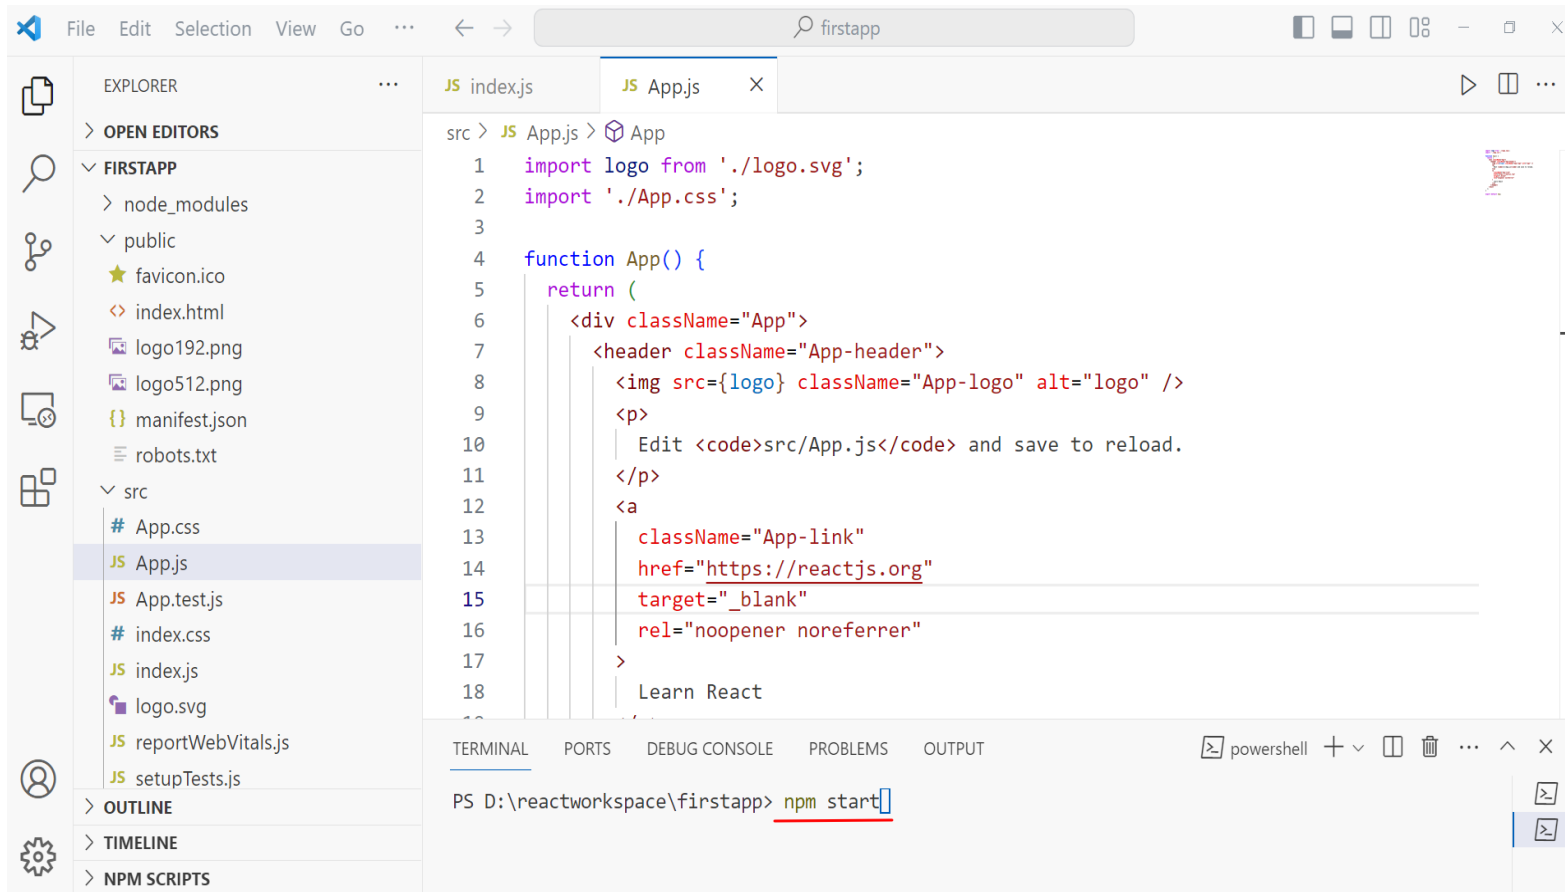 File Edit Selection View Go ··· firstapp
EXPLORER ···
OPEN EDITORS
FIRSTAPP
node_modules
public
favicon.ico
<> index.html
logo192.png
logo512.png
{} manifest.json
robots.txt
src
# App.css
JS App.js
JS App.test.js
# index.css
JS index.js
logo.svg
JS reportWebVitals.js
JS setupTests.js
OUTLINE
TIMELINE
NPM SCRIPTS
JS index.js JS App.js ···
src > JS App.js > App
1 import logo from './logo.svg';
2 import './App.css';
3
4 function App() {
5 return (
6 <div className="App">
7 <header className="App-header">
8 <img src={logo} className="App-logo" alt="logo" />
9 <p>
10 Edit <code>src/App.js</code> and save to reload.
11 </p>
12 <a
13 className="App-link"
14 href="https://reactjs.org"
15 target="_blank"
16 rel="noopener noreferrer"
17 >
18 Learn React
TERMINAL PORTS DEBUG CONSOLE PROBLEMS OUTPUT powershell ···
PS D:\reactworkspace\firstapp> npm start